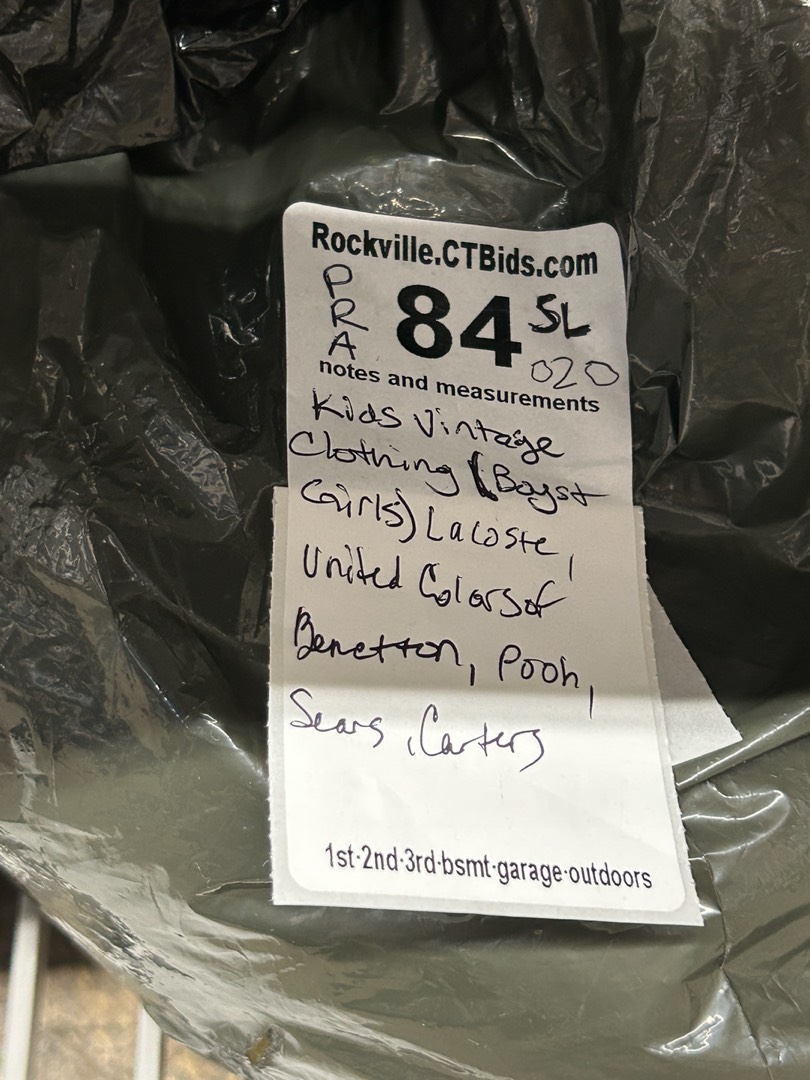 Rockville.CTBids.com
P
R
A
84 SL
020
notes and measurements
Kids Vintage
Clothing (Boys+
Girls) Lacoste,
United Colors of
Benetton, Pooh,
Sears, Carters
1st·2nd·3rd·bsmt·garage·outdoors